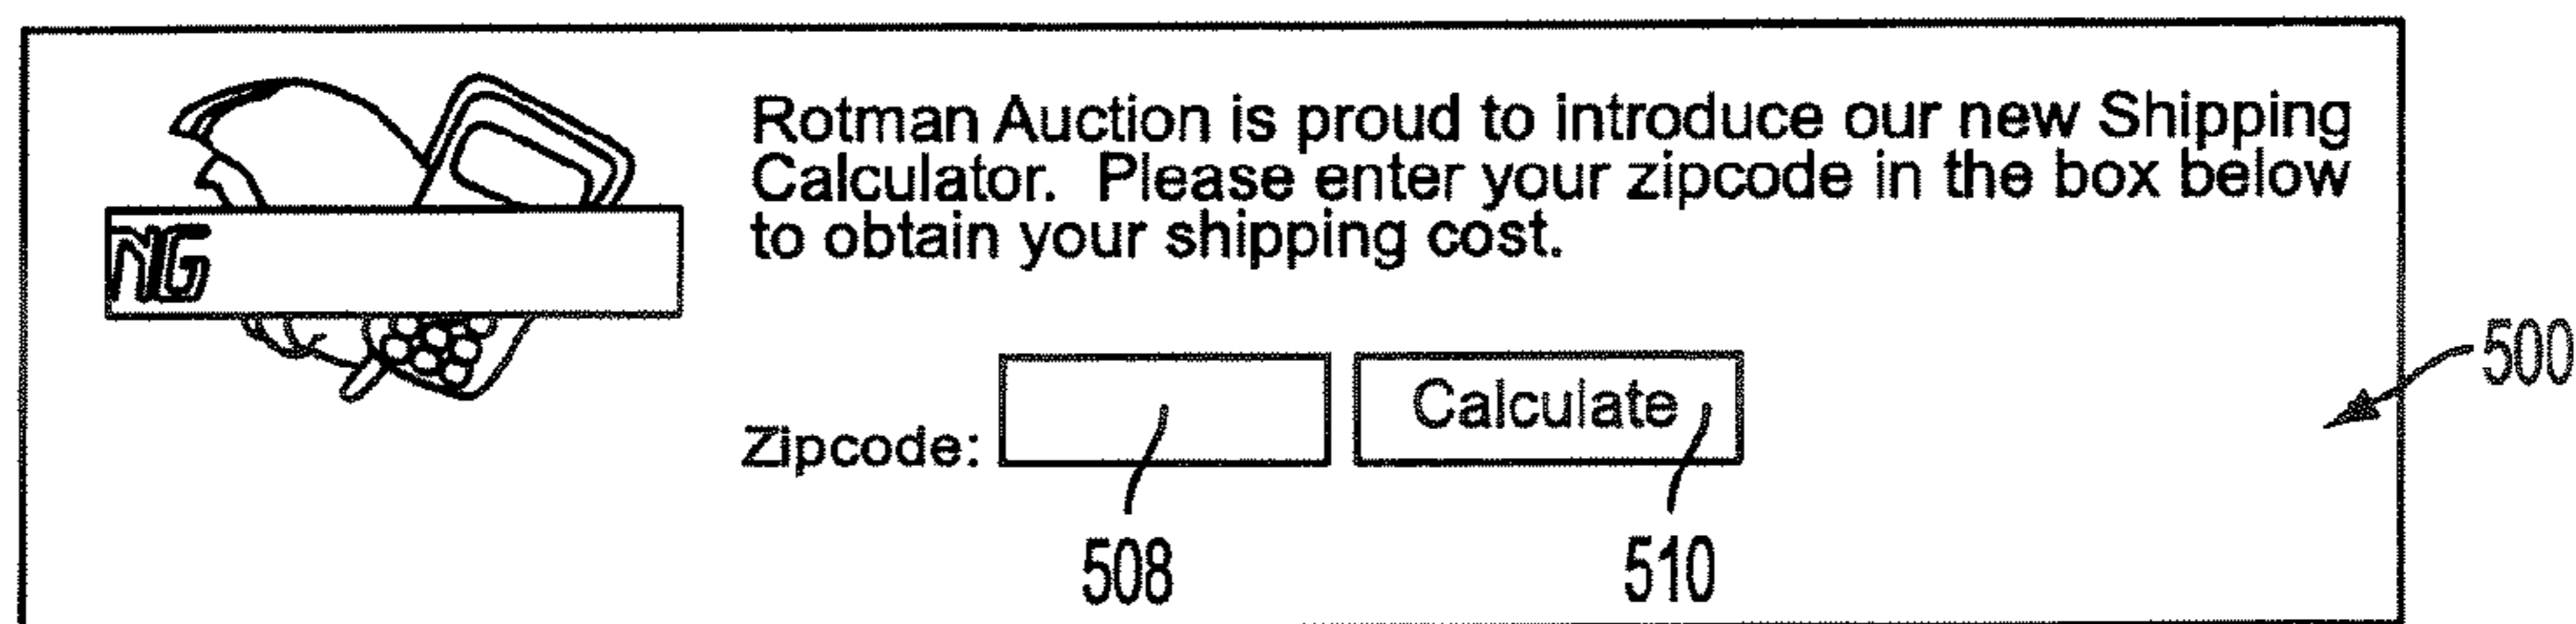 Rotman Auction is proud to introduce our new Shipping
Calculator. Please enter your zipcode in the box below
to obtain your shipping cost.
NG
500
Zipcode: Calculate
508 510